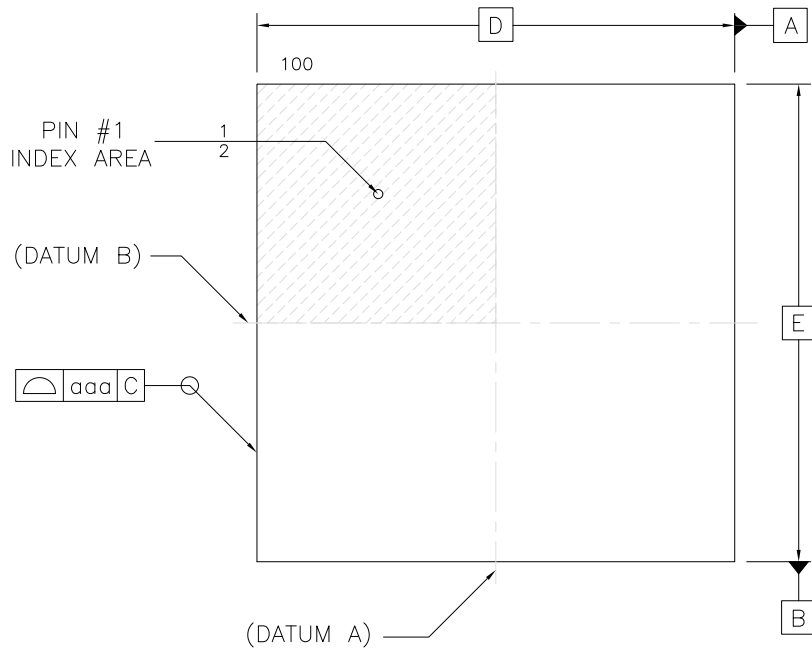 D
A
100
PIN #1
INDEX AREA
1
2
(DATUM B)
E
aaa C
B
(DATUM A)